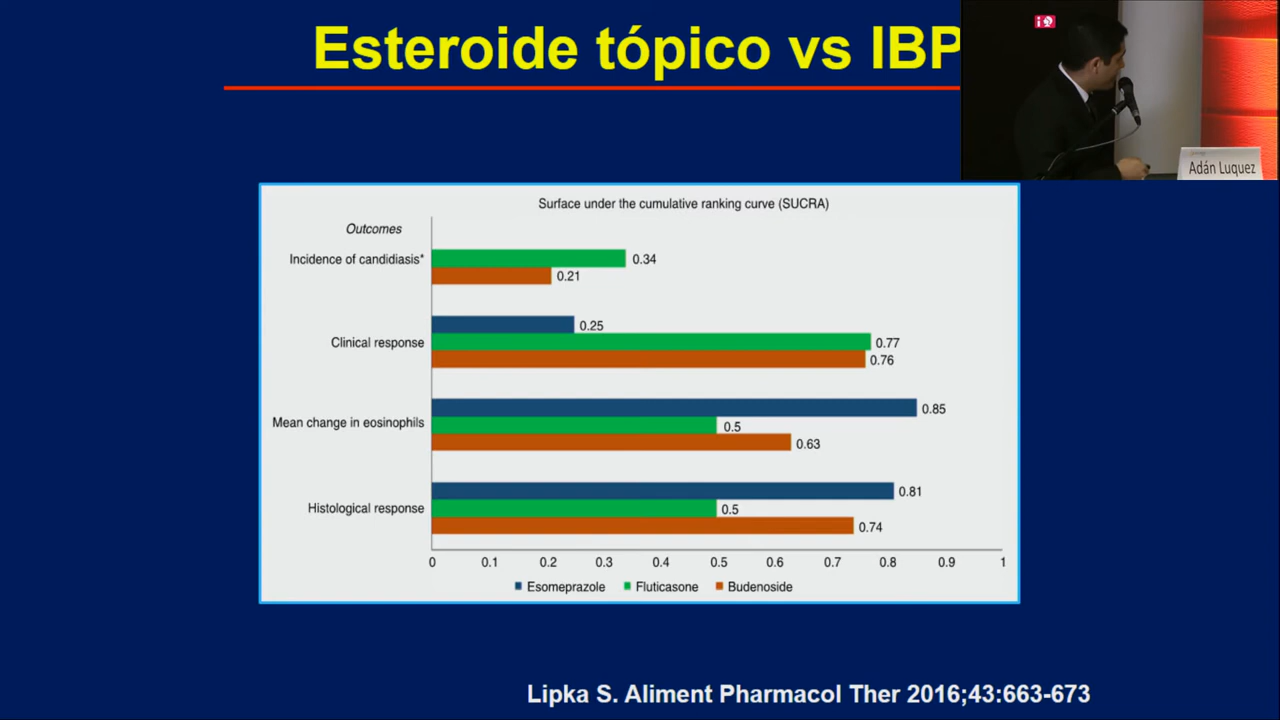 Esteroide tópico vs IBP
iQ
Adán Luquez
Surface under the cumulative ranking curve (SUCRA)
Outcomes
Incidence of candidiasis*
0.34
0.21
Clinical response
0.25
0.77
0.76
Mean change in eosinophils
0.85
0.5
0.63
Histological response
0.81
0.5
0.74
0 0.1 0.2 0.3 0.4 0.5 0.6 0.7 0.8 0.9 1
Esomeprazole Fluticasone Budenoside
Lipka S. Aliment Pharmacol Ther 2016;43:663-673